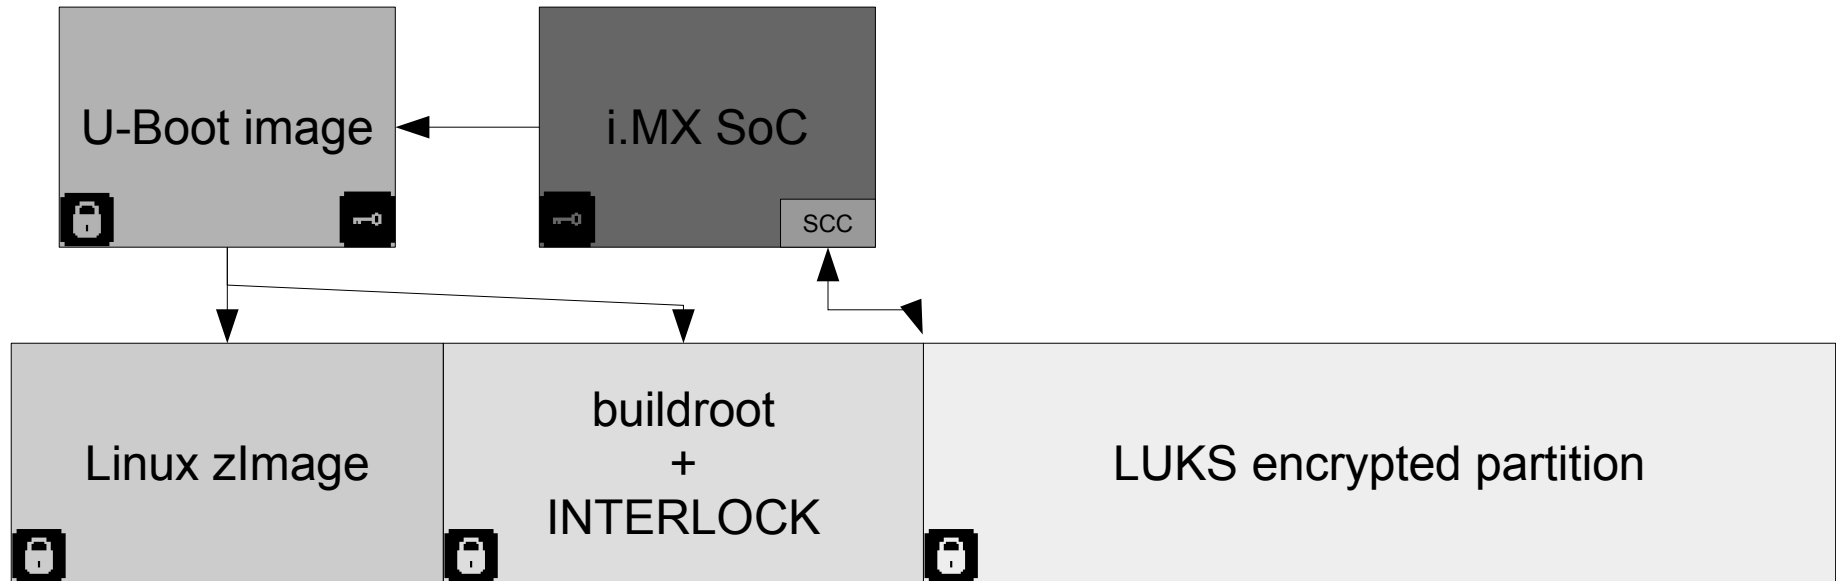 U-Boot image
i.MX SoC
SCC
Linux zImage
buildroot
+
INTERLOCK
LUKS encrypted partition